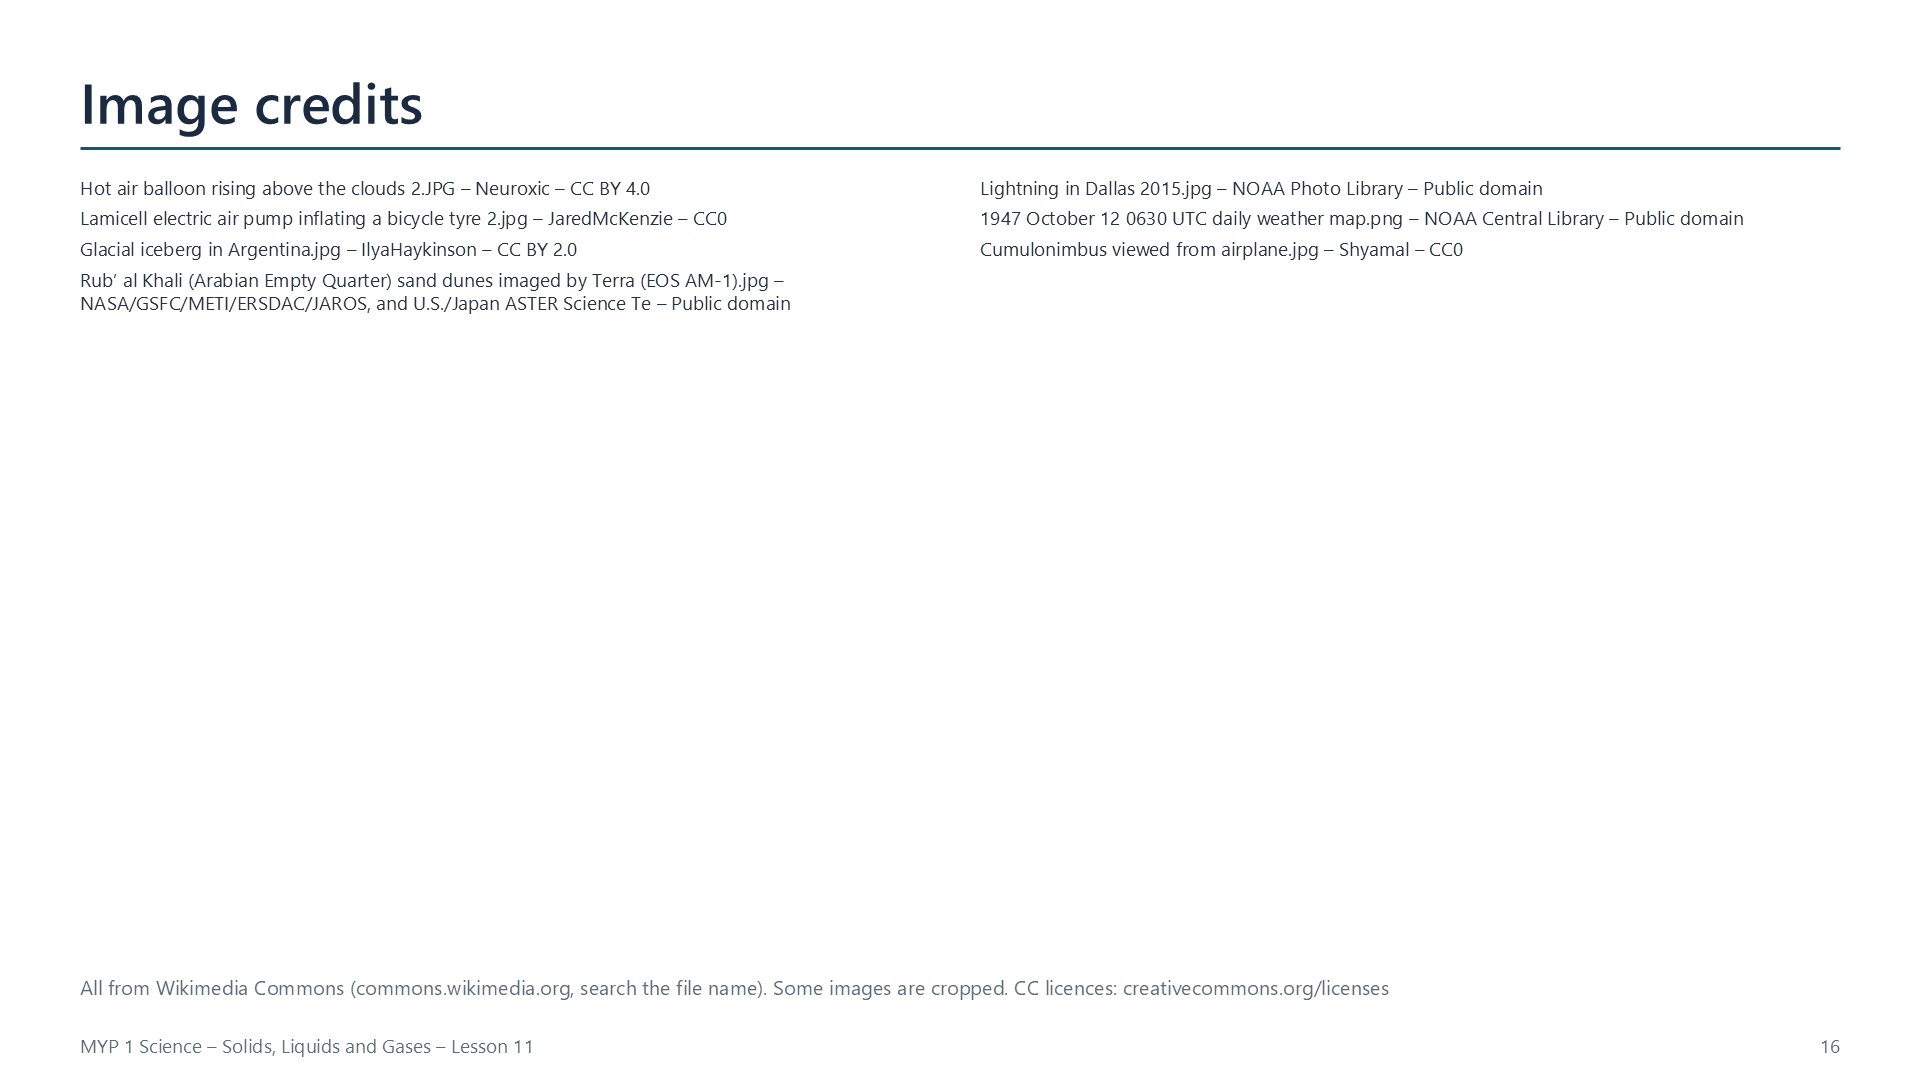 Image credits
Hot air balloon rising above the clouds 2.JPG – Neuroxic – CC BY 4.0
Lamicell electric air pump inflating a bicycle tyre 2.jpg – JaredMcKenzie – CC0
Glacial iceberg in Argentina.jpg – IlyaHaykinson – CC BY 2.0
Rub’ al Khali (Arabian Empty Quarter) sand dunes imaged by Terra (EOS AM-1).jpg –
NASA/GSFC/METI/ERSDAC/JAROS, and U.S./Japan ASTER Science Te – Public domain
Lightning in Dallas 2015.jpg – NOAA Photo Library – Public domain
1947 October 12 0630 UTC daily weather map.png – NOAA Central Library – Public domain
Cumulonimbus viewed from airplane.jpg – Shyamal – CC0
All from Wikimedia Commons (commons.wikimedia.org, search the file name). Some images are cropped. CC licences: creativecommons.org/licenses
MYP 1 Science – Solids, Liquids and Gases – Lesson 11
16